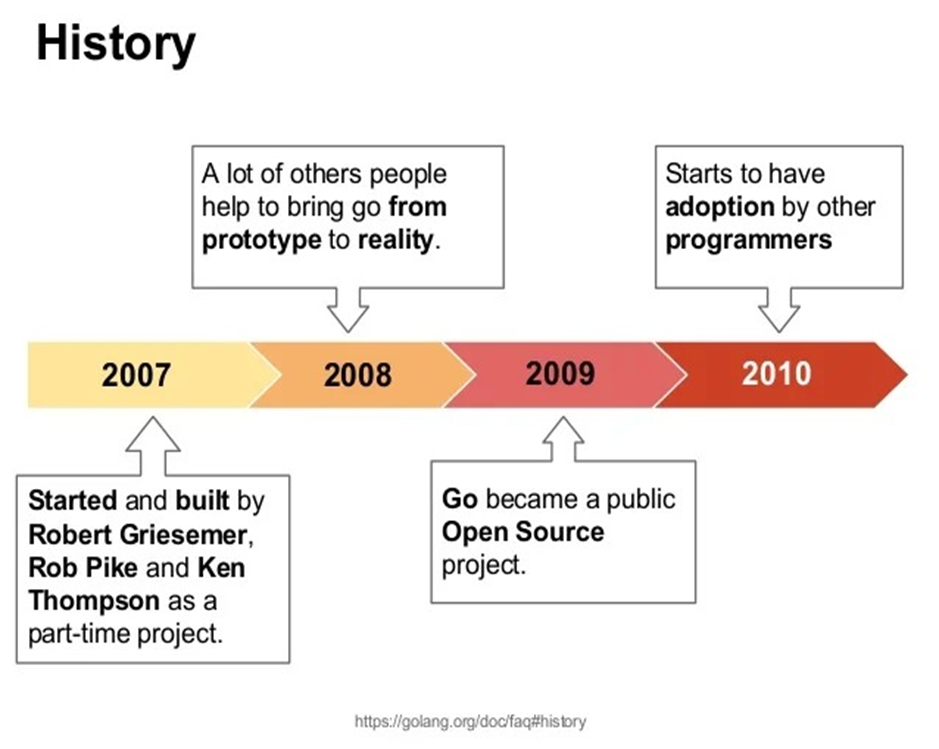 History
A lot of others people
help to bring go from
prototype to reality.
Starts to have
adoption by other
programmers
2007
2008
2009
2010
Started and built by
Robert Griesemer,
Rob Pike and Ken
Thompson as a
part-time project.
Go became a public
Open Source
project.
https://golang.org/doc/faq#history